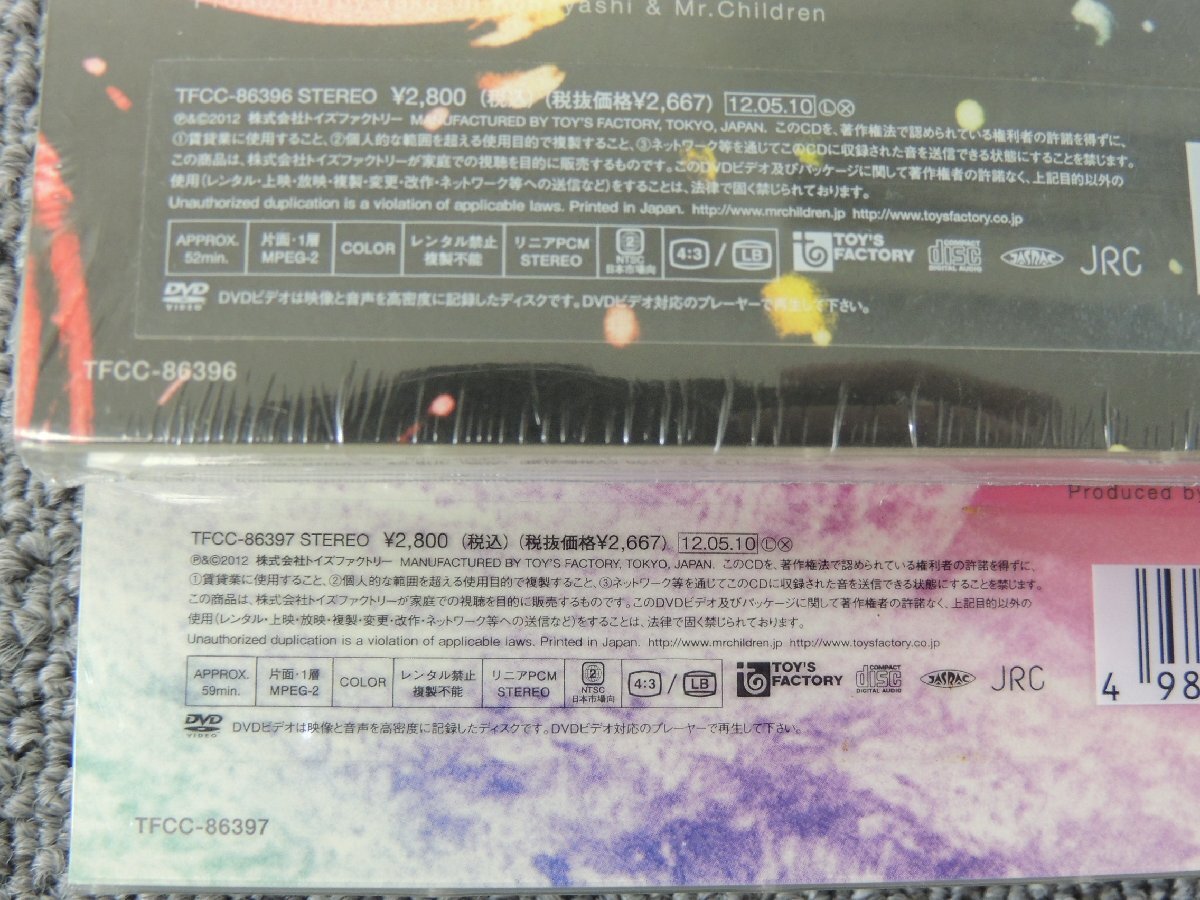 & Mr.Children
TFCC-86396 STEREO ¥2,800 (税込) (税抜価格¥2,667) 12.05.10 Ⓛ Ⓧ
Ⓟ&©2012 株式会社トイズファクトリー MANUFACTURED BY TOY'S FACTORY, TOKYO, JAPAN. このCDを、著作権法で認められている権利者の許諾を得ずに、
①賃貸業に使用すること、②個人的な範囲を超える使用目的で複製すること、③ネットワーク等を通じてこのCDに収録された音を送信できる状態にすることを禁じます。
この商品は、株式会社トイズファクトリーが家庭での視聴を目的に販売するものです。このDVDビデオ及びパッケージに関して著作権者の許諾なく、上記目的以外の
使用(レンタル・上映・放映・複製・変更・改作・ネットワーク等への送信など)をすることは、法律で固く禁じられております。
Unauthorized duplication is a violation of applicable laws. Printed in Japan. http://www.mrchildren.jp http://www.toysfactory.co.jp
APPROX. 52min. 片面・1層 MPEG-2 COLOR レンタル禁止 複製不能 リニアPCM STEREO 2 NTSC 日本市場向 4:3 / LB TOY'S FACTORY COMPACT disc DIGITAL AUDIO JASRAC JRC
DVD VIDEO DVDビデオは映像と音声を高密度に記録したディスクです。DVDビデオ対応のプレーヤーで再生して下さい。
TFCC-86396
Produced by
TFCC-86397 STEREO ¥2,800 (税込) (税抜価格¥2,667) 12.05.10 Ⓛ Ⓧ
Ⓟ&©2012 株式会社トイズファクトリー MANUFACTURED BY TOY'S FACTORY, TOKYO, JAPAN. このCDを、著作権法で認められている権利者の許諾を得ずに、
①賃貸業に使用すること、②個人的な範囲を超える使用目的で複製すること、③ネットワーク等を通じてこのCDに収録された音を送信できる状態にすることを禁じます。
この商品は、株式会社トイズファクトリーが家庭での視聴を目的に販売するものです。このDVDビデオ及びパッケージに関して著作権者の許諾なく、上記目的以外の
使用(レンタル・上映・放映・複製・変更・改作・ネットワーク等への送信など)をすることは、法律で固く禁じられております。
Unauthorized duplication is a violation of applicable laws. Printed in Japan. http://www.mrchildren.jp http://www.toysfactory.co.jp
APPROX. 59min. 片面・1層 MPEG-2 COLOR レンタル禁止 複製不能 リニアPCM STEREO 2 NTSC 日本市場向 4:3 / LB TOY'S FACTORY COMPACT disc DIGITAL AUDIO JASRAC JRC
4 98
DVD VIDEO DVDビデオは映像と音声を高密度に記録したディスクです。DVDビデオ対応のプレーヤーで再生して下さい。
TFCC-86397